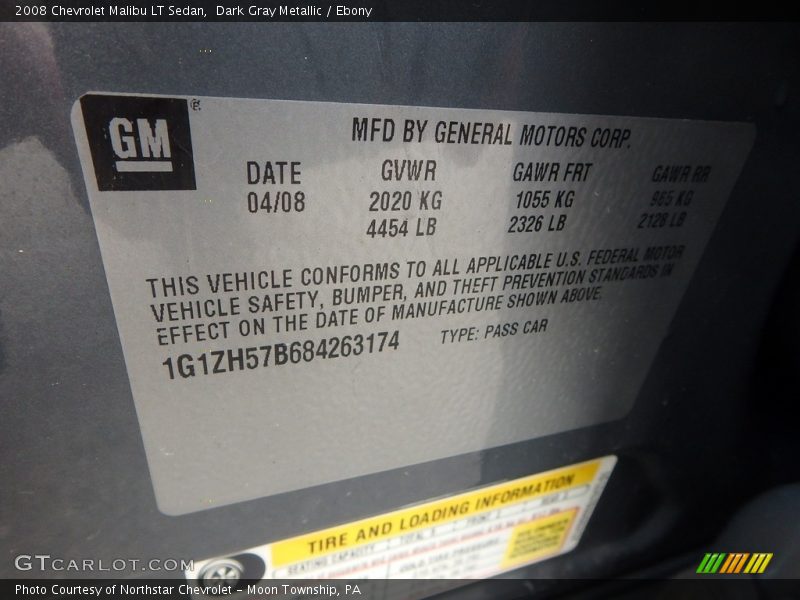 2008 Chevrolet Malibu LT Sedan,  Dark Gray Metallic / Ebony
GM ®
MFD BY GENERAL MOTORS CORP.
DATE GVWR GAWR FRT GAWR RR
04/08 2020 KG 1055 KG 965 KG
4454 LB 2326 LB 2128 LB
THIS VEHICLE CONFORMS TO ALL APPLICABLE U.S. FEDERAL MOTOR
VEHICLE SAFETY, BUMPER, AND THEFT PREVENTION STANDARDS IN
EFFECT ON THE DATE OF MANUFACTURE SHOWN ABOVE.
1G1ZH57B684263174 TYPE: PASS CAR
TIRE AND LOADING INFORMATION
SEATING CAPACITY TOTAL FRONT
GTCARLOT.COM
Photo Courtesy of Northstar Chevrolet - Moon Township, PA